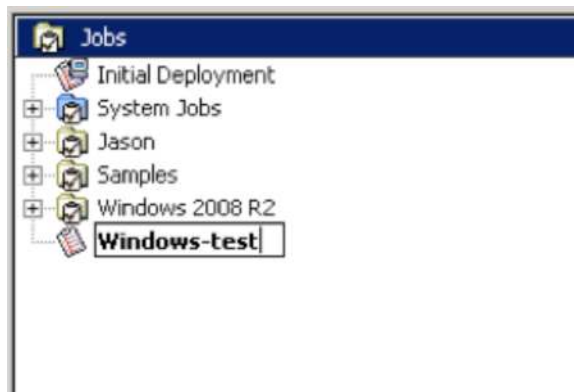 Jobs
Initial Deployment
System Jobs
Jason
Samples
Windows 2008 R2
Windows-test